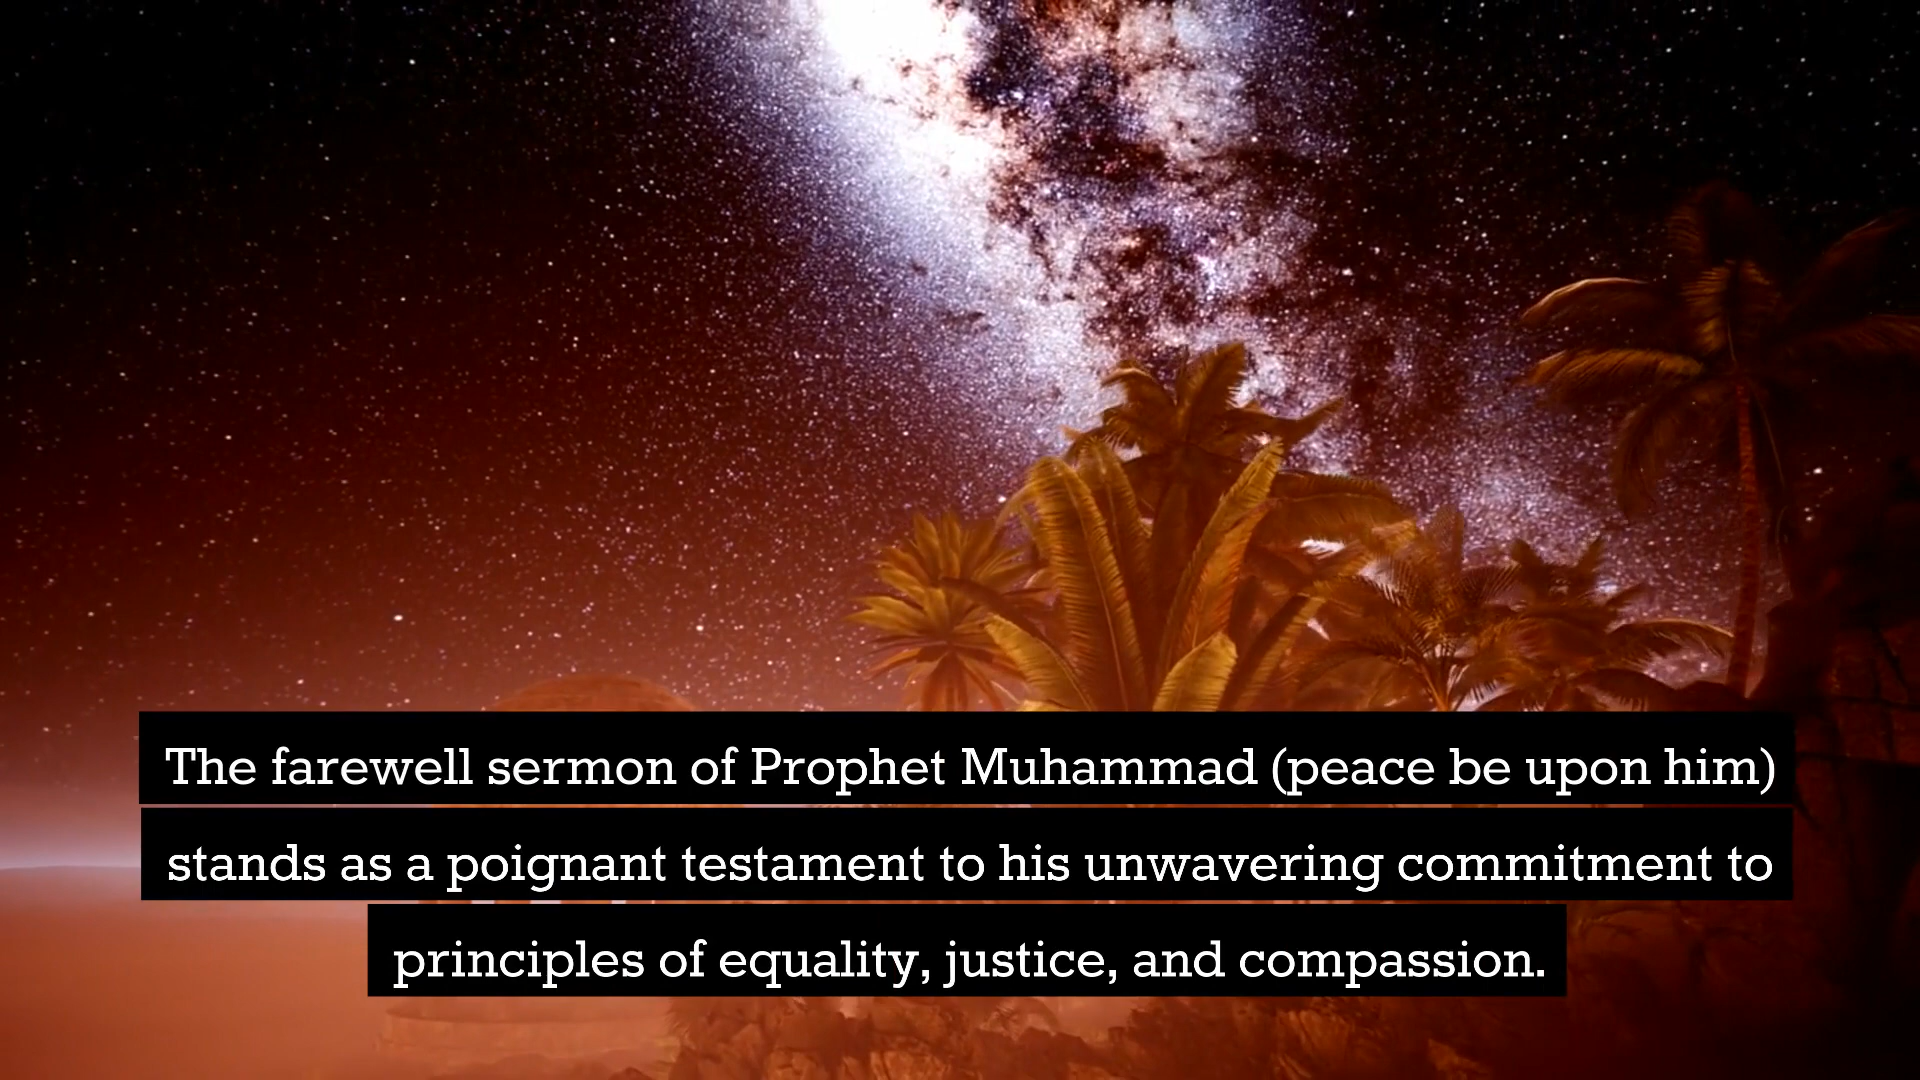 The farewell sermon of Prophet Muhammad (peace be upon him)
stands as a poignant testament to his unwavering commitment to
principles of equality, justice, and compassion.